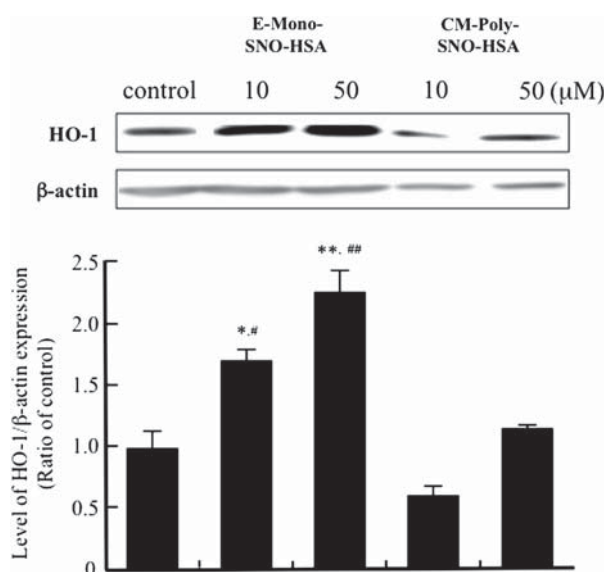 E-Mono-
SNO-HSA
CM-Poly-
SNO-HSA
control 10 50 10 50 (μM)
HO-1
β-actin
Level of HO-1/β-actin expression
(Ratio of control)
2.5
2.0
1.5
1.0
0.5
0
*,#
**, ##